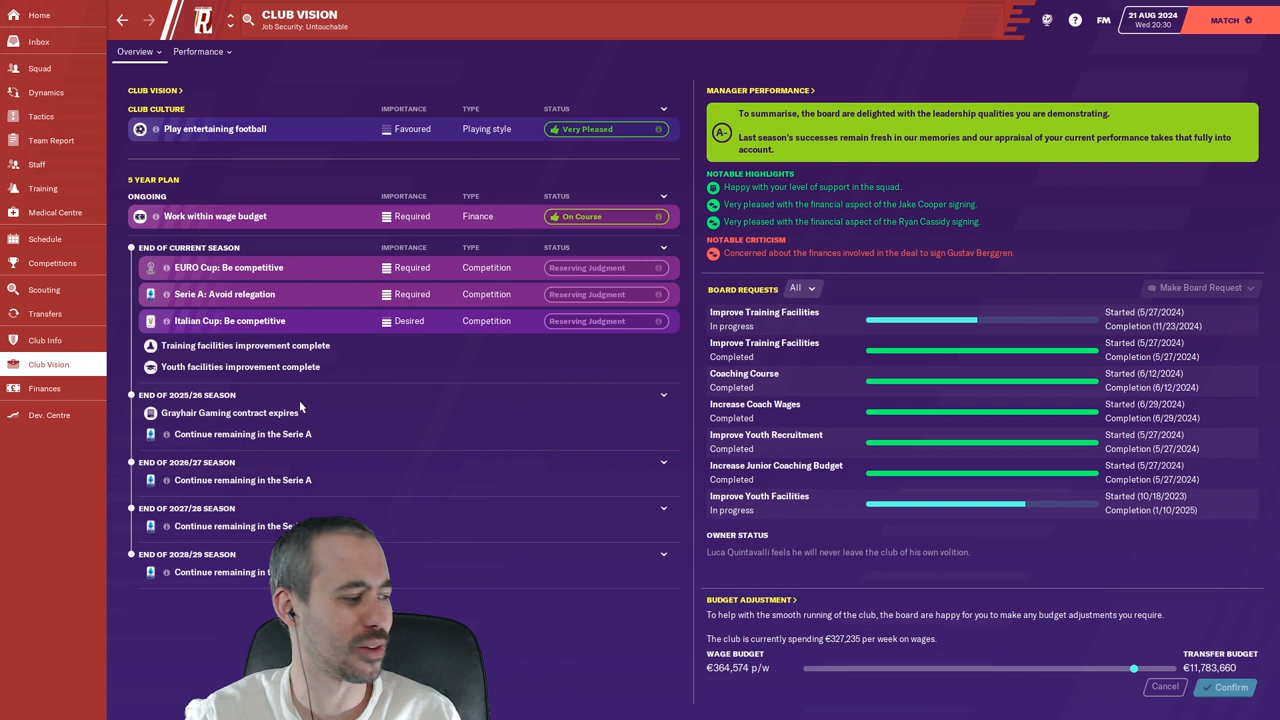 Home
Inbox
Squad
Dynamics
Tactics
Team Report
Staff
Training
Medical Centre
Schedule
Competitions
Scouting
Transfers
Club Info
Club Vision
Finances
Dev. Centre
CLUB VISION
Job Security: Untouchable
FM
21 AUG 2024
Wed 20:30
MATCH
Overview
Performance
CLUB VISION >
CLUB CULTURE IMPORTANCE TYPE STATUS
Play entertaining football Favoured Playing style Very Pleased
5 YEAR PLAN
ONGOING IMPORTANCE TYPE STATUS
Work within wage budget Required Finance On Course
END OF CURRENT SEASON IMPORTANCE TYPE STATUS
EURO Cup: Be competitive Required Competition Reserving Judgment
Serie A: Avoid relegation Required Competition Reserving Judgment
Italian Cup: Be competitive Desired Competition Reserving Judgment
Training facilities improvement complete
Youth facilities improvement complete
END OF 2025/26 SEASON
Grayhair Gaming contract expires
Continue remaining in the Serie A
END OF 2026/27 SEASON
Continue remaining in the Serie A
END OF 2027/28 SEASON
Continue remaining in the
END OF 2028/29 SEASON
Continue remaining in
MANAGER PERFORMANCE >
A-
To summarise, the board are delighted with the leadership qualities you are demonstrating.
Last season's successes remain fresh in our memories and our appraisal of your current performance takes that fully into
account.
NOTABLE HIGHLIGHTS
Happy with your level of support in the squad.
Very pleased with the financial aspect of the Jake Cooper signing.
Very pleased with the financial aspect of the Ryan Cassidy signing.
NOTABLE CRITICISM
Concerned about the finances involved in the deal to sign Gustav Berggren.
BOARD REQUESTS All Make Board Request
Improve Training Facilities Started (5/27/2024)
In progress Completion (11/23/2024)
Improve Training Facilities Started (5/27/2024)
Completed Completion (5/27/2024)
Coaching Course Started (6/12/2024)
Completed Completion (6/12/2024)
Increase Coach Wages Started (6/29/2024)
Completed Completion (6/29/2024)
Improve Youth Recruitment Started (5/27/2024)
Completed Completion (5/27/2024)
Increase Junior Coaching Budget Started (5/27/2024)
Completed Completion (5/27/2024)
Improve Youth Facilities Started (10/18/2023)
In progress Completion (1/10/2025)
OWNER STATUS
Luca Quintavalli feels he will never leave the club of his own volition.
BUDGET ADJUSTMENT >
To help with the smooth running of the club, the board are happy for you to make any budget adjustments you require.
The club is currently spending €327,235 per week on wages.
WAGE BUDGET TRANSFER BUDGET
€364,574 p/w €11,783,660
Cancel Confirm